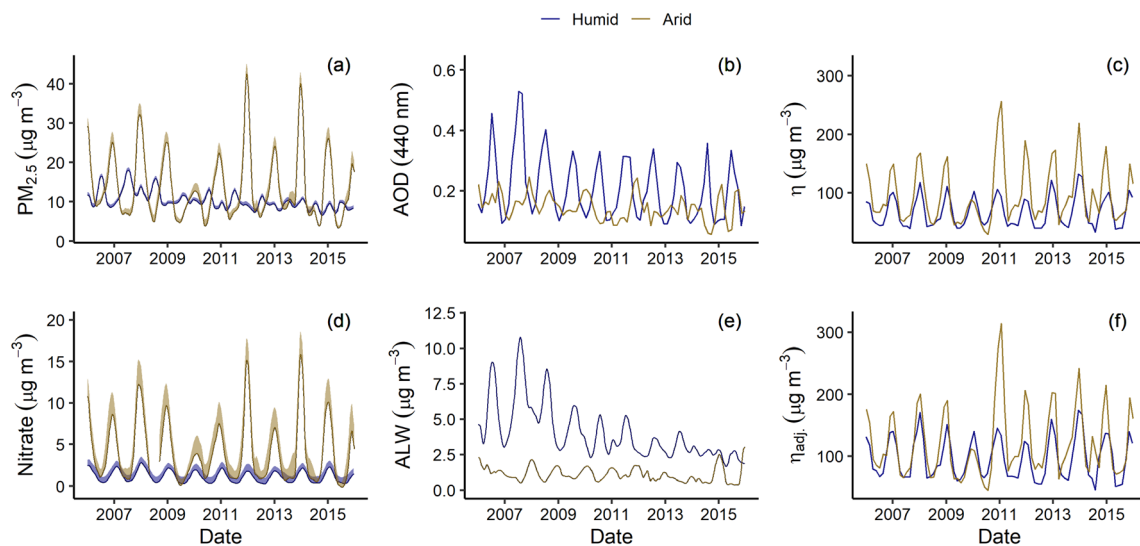 Humid Arid
(a)
PM2.5 (μg m−3)
40
30
20
10
0
2007 2009 2011 2013 2015
(b)
AOD (440 nm)
0.6
0.4
0.2
2007 2009 2011 2013 2015
(c)
η (μg m−3)
300
200
100
2007 2009 2011 2013 2015
(d)
Nitrate (μg m−3)
20
15
10
5
0
2007 2009 2011 2013 2015
Date
(e)
ALW (μg m−3)
12.5
10.0
7.5
5.0
2.5
0.0
2007 2009 2011 2013 2015
Date
(f)
ηadj. (μg m−3)
300
200
100
2007 2009 2011 2013 2015
Date